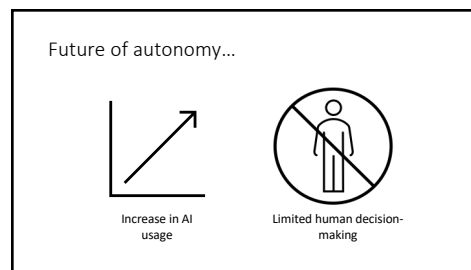 Future of autonomy…
Increase in AI
usage
Limited human decision-
making